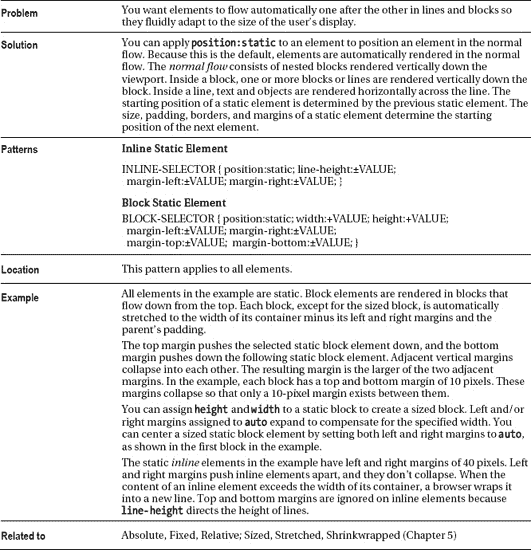 Problem
You want elements to flow automatically one after the other in lines and blocks so
they fluidly adapt to the size of the user's display.
Solution
You can apply position:static to an element to position an element in the normal
flow. Because this is the default, elements are automatically rendered in the normal
flow. The normal flow consists of nested blocks rendered vertically down the
viewport. Inside a block, one or more blocks or lines are rendered vertically down the
block. Inside a line, text and objects are rendered horizontally across the line. The
starting position of a static element is determined by the previous static element. The
size, padding, borders, and margins of a static element determine the starting
position of the next element.
Patterns
Inline Static Element
INLINE-SELECTOR { position:static; line-height:±VALUE;
margin-left:±VALUE; margin-right:±VALUE; }
Block Static Element
BLOCK-SELECTOR { position:static; width:+VALUE; height:+VALUE;
margin-left:±VALUE; margin-right:±VALUE;
margin-top:±VALUE; margin-bottom:±VALUE; }
Location
This pattern applies to all elements.
Example
All elements in the example are static. Block elements are rendered in blocks that
flow down from the top. Each block, except for the sized block, is automatically
stretched to the width of its container minus its left and right margins and the
parent's padding.
The top margin pushes the selected static block element down, and the bottom
margin pushes down the following static block element. Adjacent vertical margins
collapse into each other. The resulting margin is the larger of the two adjacent
margins. In the example, each block has a top and bottom margin of 10 pixels. These
margins collapse so that only a 10-pixel margin exists between them.
You can assign height and width to a static block to create a sized block. Left and/or
right margins assigned to auto expand to compensate for the specified width. You
can center a sized static block element by setting both left and right margins to auto,
as shown in the first block in the example.
The static inline elements in the example have left and right margins of 40 pixels. Left
and right margins push inline elements apart, and they don't collapse. When the
content of an inline element exceeds the width of its container, a browser wraps it
into a new line. Top and bottom margins are ignored on inline elements because
line-height directs the height of lines.
Related to
Absolute, Fixed, Relative; Sized, Stretched, Shrinkwrapped (Chapter 5)